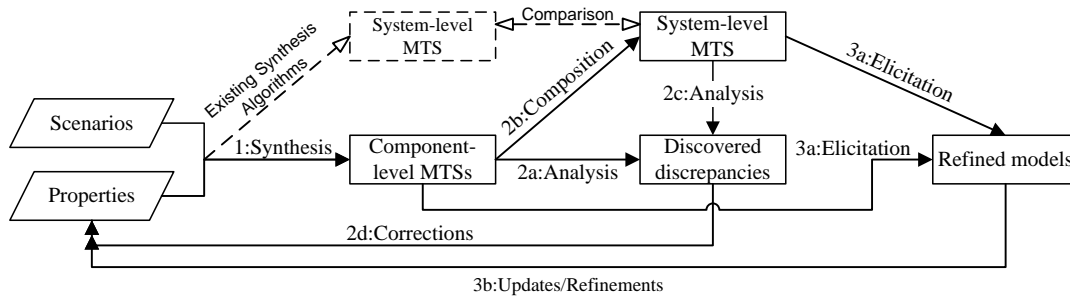 Existing Synthesis
Algorithms
System-level
MTS
Comparison
System-level
MTS
3a:Elicitation
2b:Composition
2c:Analysis
Scenarios
1:Synthesis
Component-
level MTSs
2a:Analysis
Discovered
discrepancies
3a:Elicitation
Refined models
Properties
2d:Corrections
3b:Updates/Refinements